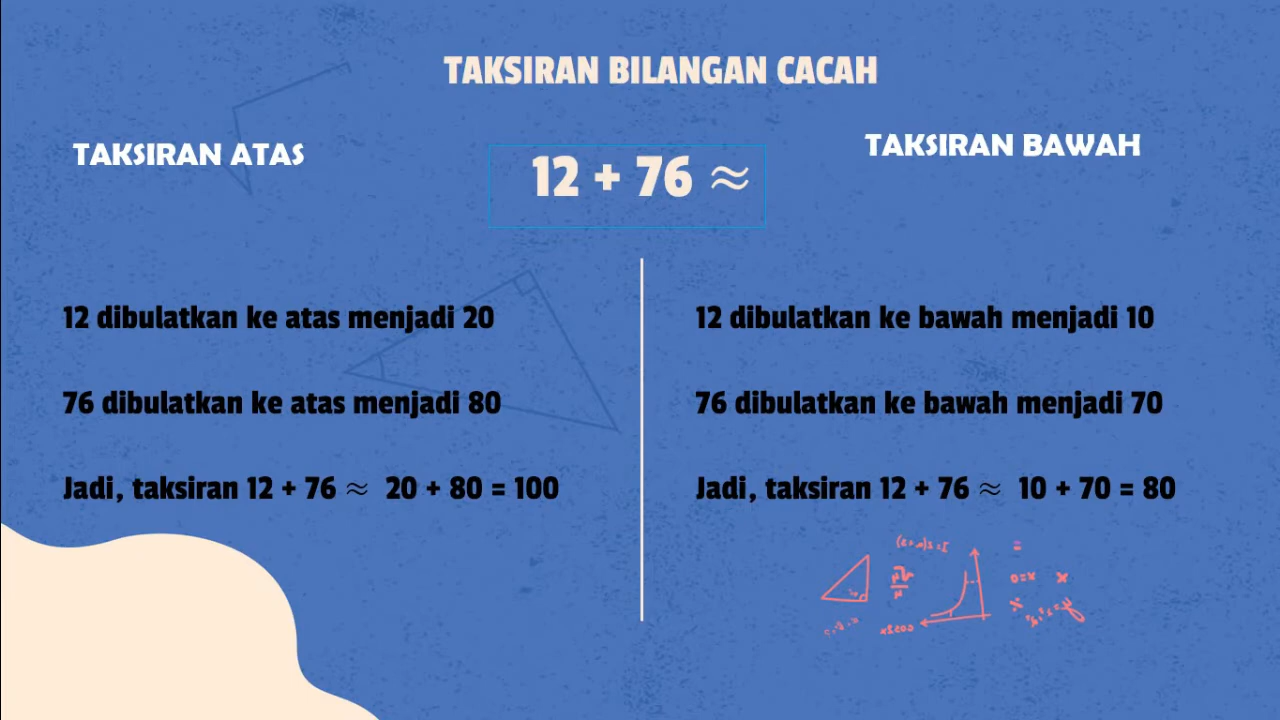 TAKSIRAN BILANGAN CACAH
TAKSIRAN ATAS
12 + 76 ≈
TAKSIRAN BAWAH
12 dibulatkan ke atas menjadi 20
76 dibulatkan ke atas menjadi 80
Jadi, taksiran 12 + 76 ≈ 20 + 80 = 100
12 dibulatkan ke bawah menjadi 10
76 dibulatkan ke bawah menjadi 70
Jadi, taksiran 12 + 76 ≈ 10 + 70 = 80